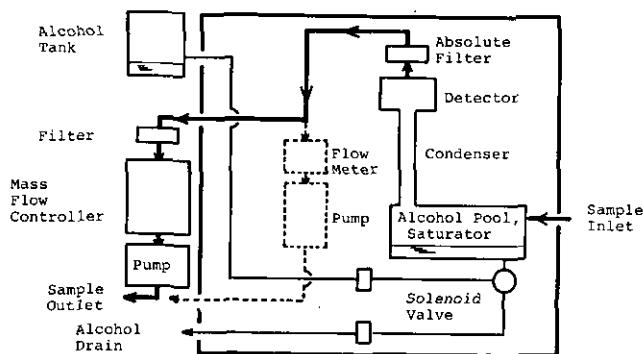 Alcohol
Tank
Absolute
Filter
Detector
Filter
Flow
Meter
Condenser
Mass
Flow
Controller
Pump
Alcohol Pool,
Saturator
Sample
Inlet
Pump
Sample
Outlet
Solenoid
Valve
Alcohol
Drain